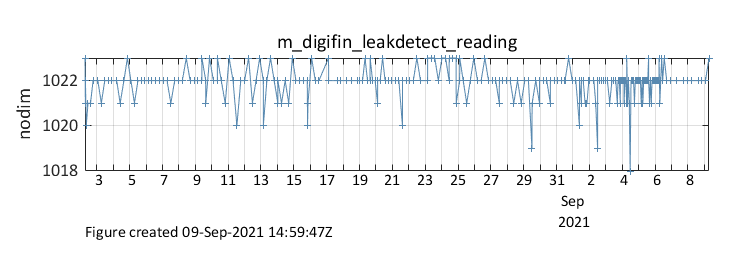 m_digifin_leakdetect_reading
1022
1020
1018
nodim
3 5 7 9 11 13 15 17 19 21 23 25 27 29 31 2 4 6 8
Sep
2021
Figure created 09-Sep-2021 14:59:47Z